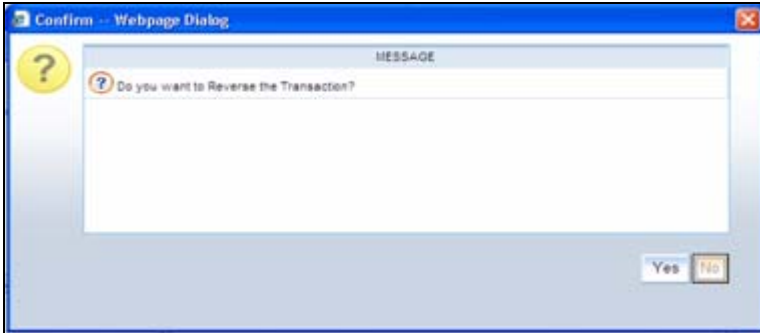 Confirm -- Webpage Dialog
MESSAGE
? Do you want to Reverse the Transaction?
Yes No